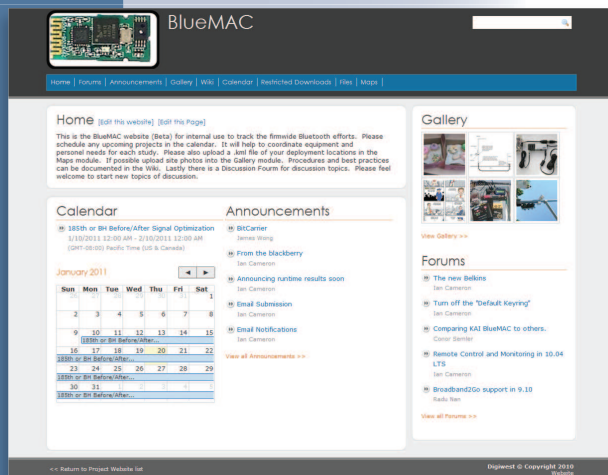 BlueMAC
Home | Forums | Announcements | Gallery | Wiki | Calendar | Restricted Downloads | Files | Maps |
Home [Edit this website] [Edit this Page]
This is the BlueMAC website (Beta) for internal use to track the firmwide Bluetooth efforts. Please
schedule any upcoming projects in the calendar. It will help to coordinate equipment and
personel needs for each study. Please also upload a .kml file of your deployment locations in the
Maps module. If possible upload site photos into the Gallery module. Procedures and best practices
can be documented in the Wiki. Lastly there is a Discussion Fourm for discussion topics. Please feel
welcome to start new topics of discussion.
Calendar
185th or BH Before/After Signal Optimization
1/10/2011 12:00 AM - 2/10/2011 12:00 AM
(GMT-08:00) Pacific Time (US & Canada)
January 2011
Sun Mon Tue Wed Thu Fri Sat
26 27 28 29 30 31 1
2 3 4 5 6 7 8
9 10 11 12 13 14 15
185th or BH Before/After...
16 17 18 19 20 21 22
185th or BH Before/After...
23 24 25 26 27 28 29
185th or BH Before/After...
30 31 1 2 3 4 5
185th or BH Before/After...
Announcements
BitCarrier
James Wong
From the blackberry
Ian Cameron
Announcing runtime results soon
Ian Cameron
Email Submission
Ian Cameron
Email Notifications
Ian Cameron
View all Announcements >>
Gallery
View Gallery >>
Forums
The new Belkins
Ian Cameron
Turn off the "Default Keyring"
Ian Cameron
Comparing KAI BlueMAC to others.
Conor Semler
Remote Control and Monitoring in 10.04
LTS
Ian Cameron
Broadband2Go support in 9.10
Radu Nan
View all Forums >>
<< Return to Project Website list
Digiwest © Copyright 2010
Website